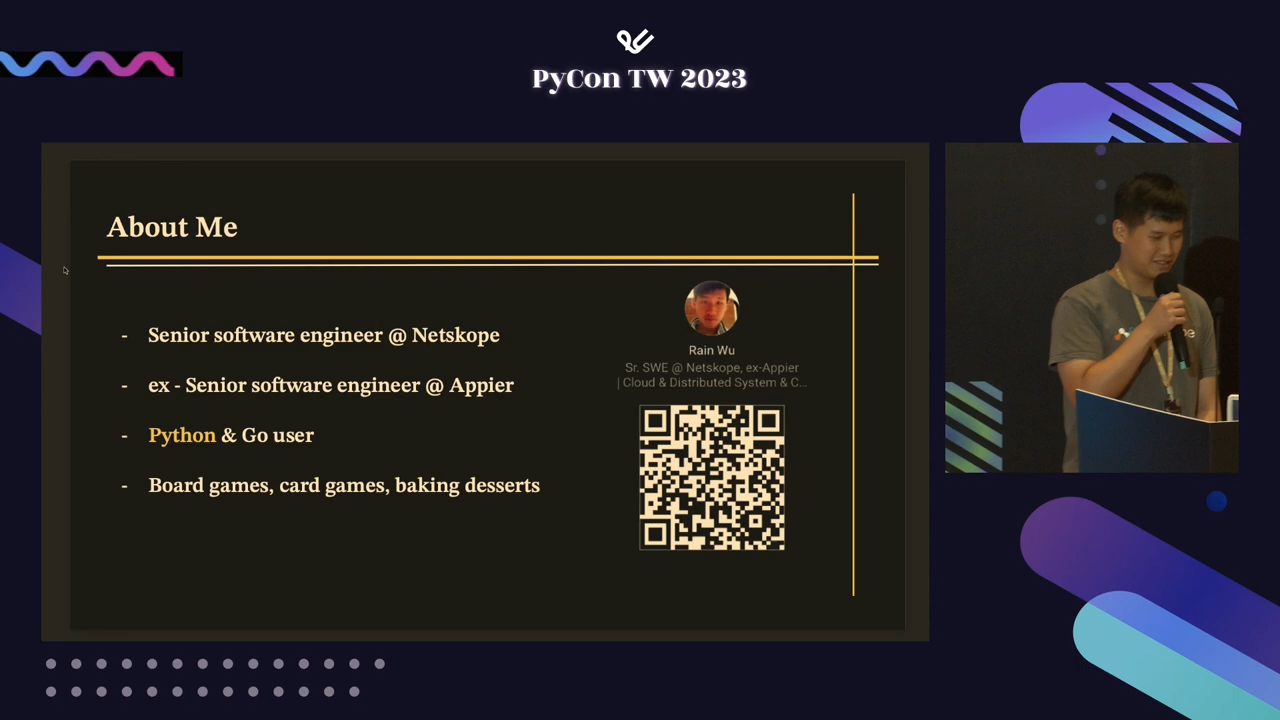 PyCon TW 2023
About Me
- Senior software engineer @ Netskope
- ex - Senior software engineer @ Appier
- Python & Go user
- Board games, card games, baking desserts
Rain Wu
Sr. SWE @ Netskope, ex-Appier
| Cloud & Distributed System & C...